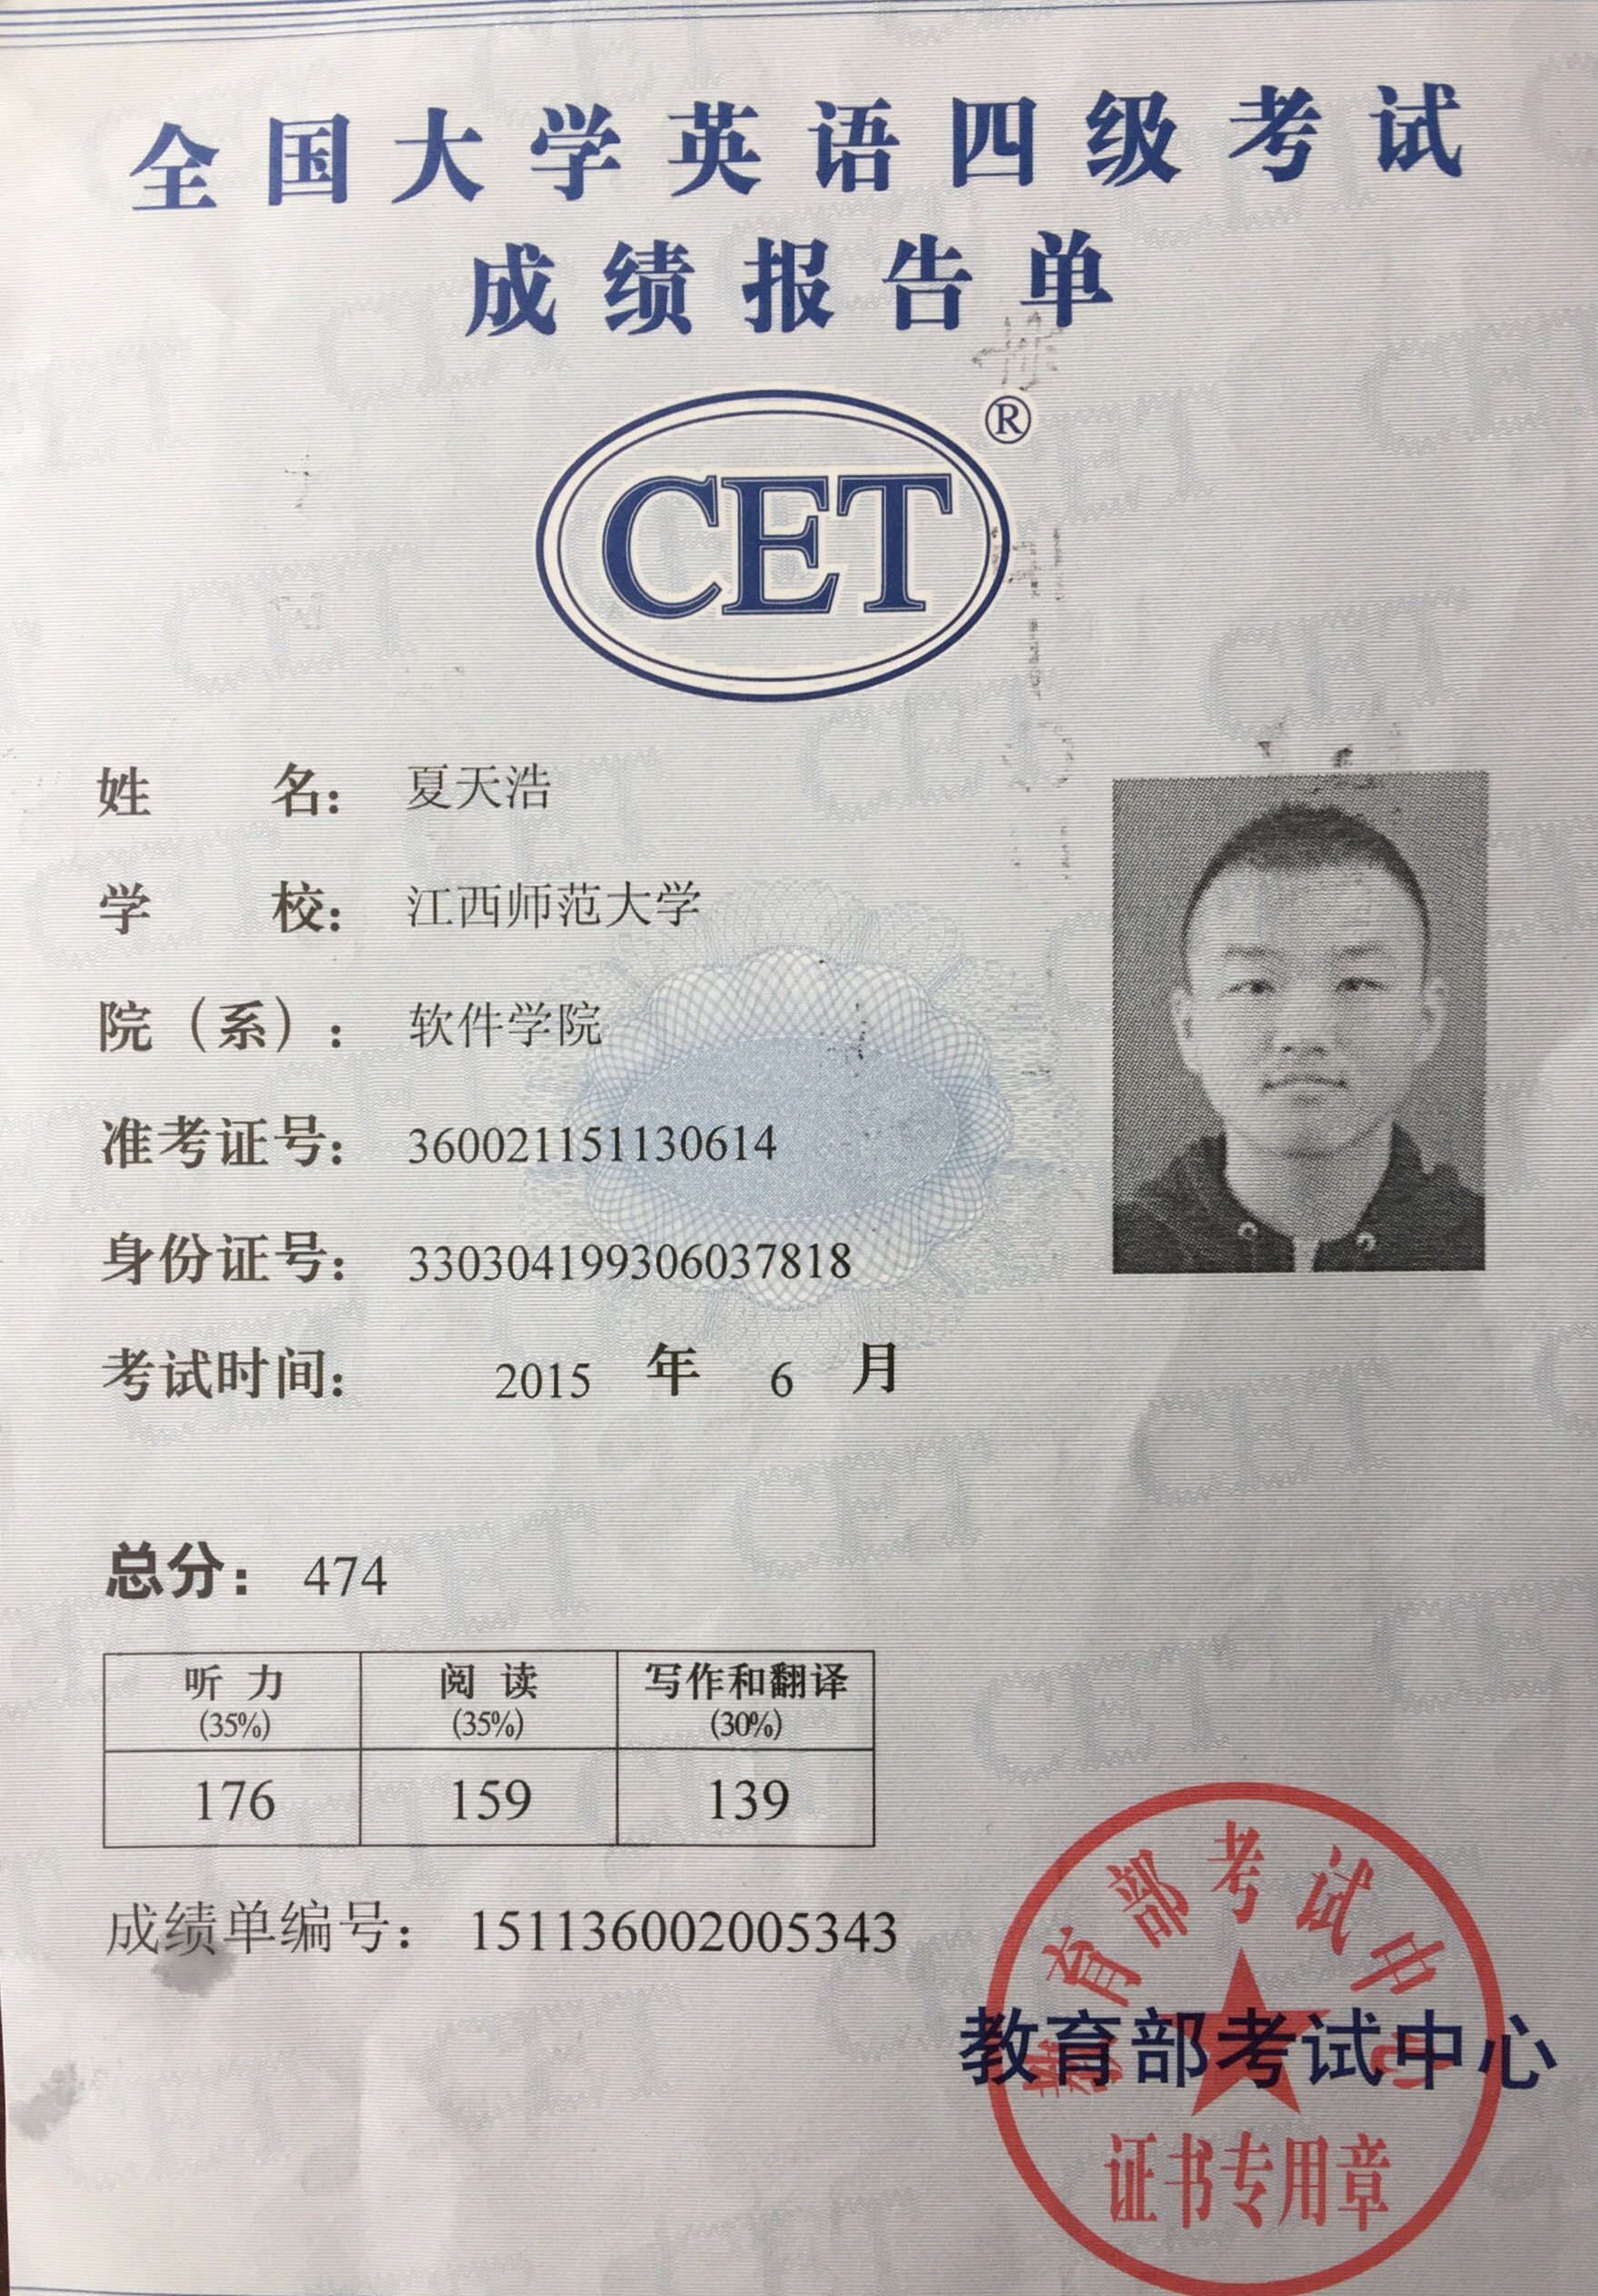 全国大学英语四级考试
成绩报告单
CET®
姓名： 夏天浩
学校： 江西师范大学
院（系）： 软件学院
准考证号： 360021151130614
身份证号： 330304199306037818
考试时间： 2015 年 6 月
总分： 474
听力 阅读 写作和翻译
(35%) (35%) (30%)
176 159 139
成绩单编号： 151136002005343
教育部考试中心
教育部考试中心
证书专用章